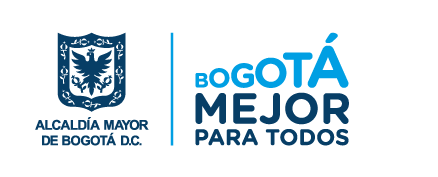 ALCALDÍA MAYOR
DE BOGOTÁ D.C.
BOGOTÁ
MEJOR
PARA TODOS